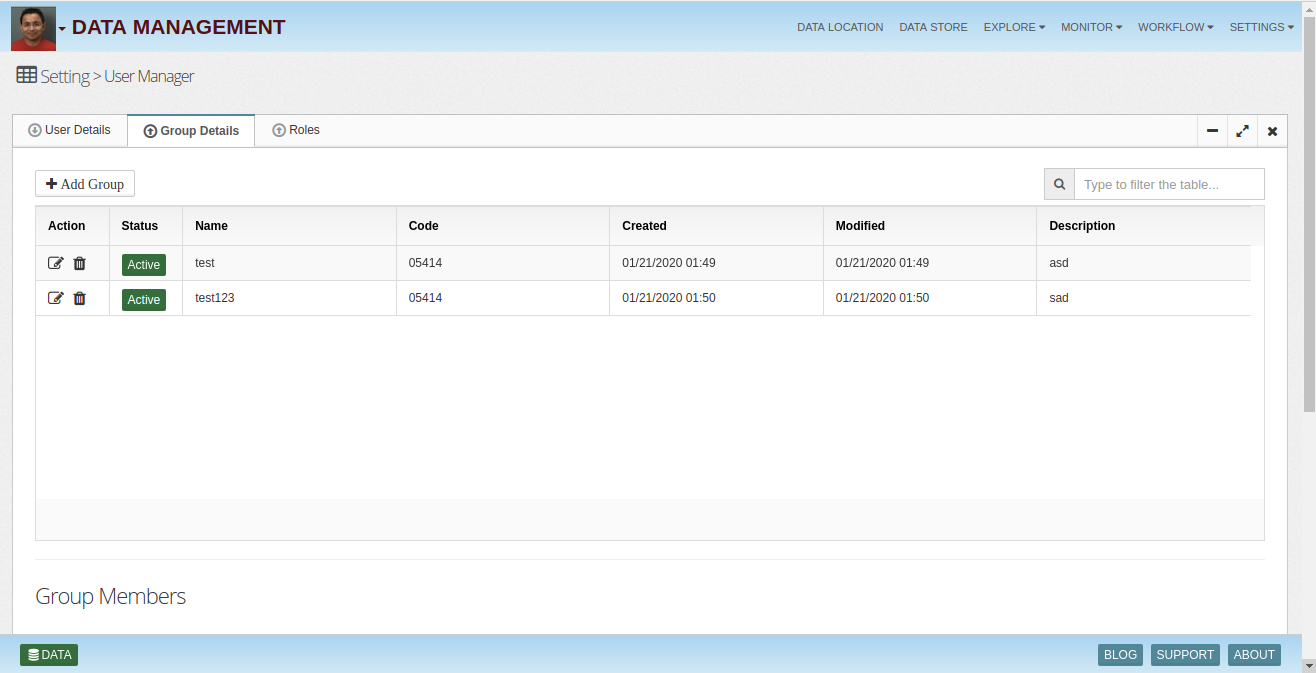 DATA MANAGEMENT
DATA LOCATION DATA STORE EXPLORE MONITOR WORKFLOW SETTINGS
Setting > User Manager
User Details Group Details Roles
Add Group
Type to filter the table...
Action Status Name Code Created Modified Description
Active test 05414 01/21/2020 01:49 01/21/2020 01:49 asd
Active test123 05414 01/21/2020 01:50 01/21/2020 01:50 sad
Group Members
DATA BLOG SUPPORT ABOUT